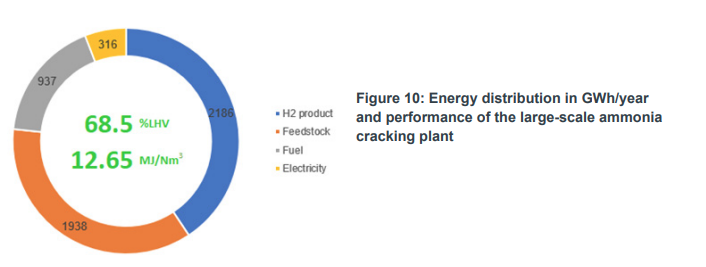 316
937
2186
1938
68.5 %LHV
12.65 MJ/Nm³
H2 product
Feedstock
Fuel
Electricity
Figure 10: Energy distribution in GWh/year
and performance of the large-scale ammonia
cracking plant